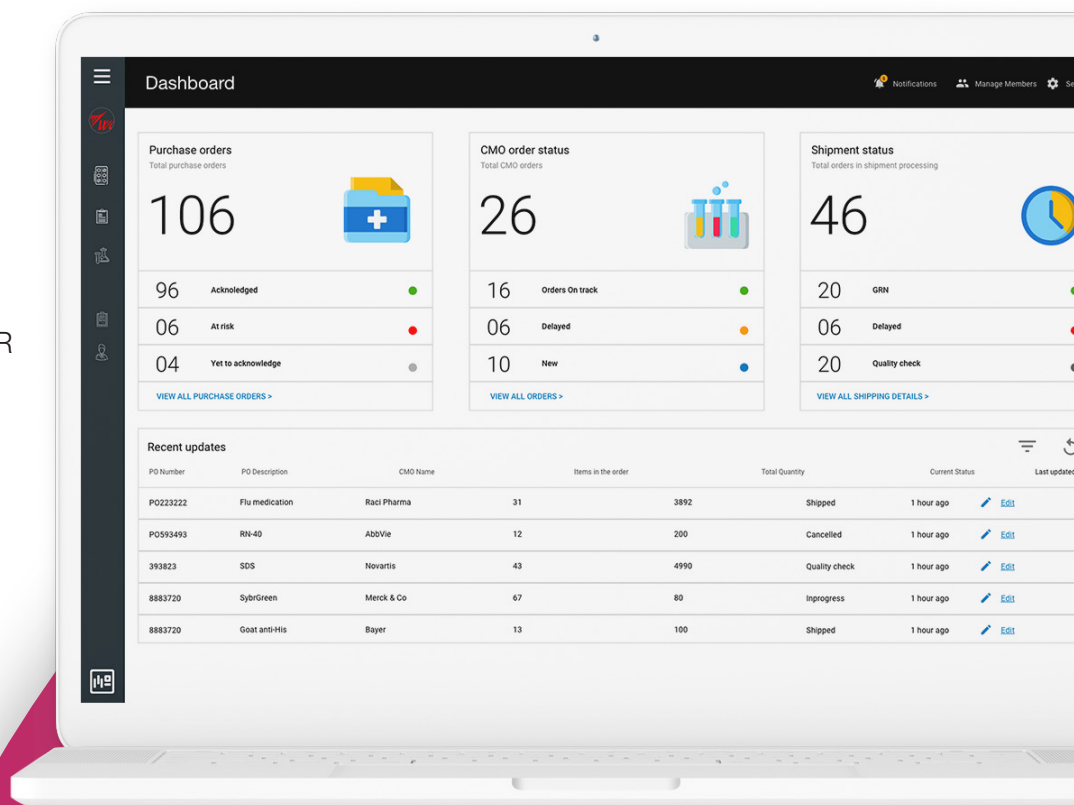 Dashboard
4
Notifications
Manage Members
Purchase orders
Total purchase orders
106
96 Acknoledged
06 At risk
04 Yet to acknowledge
VIEW ALL PURCHASE ORDERS >
CMO order status
Total CMO orders
26
16 Orders On track
06 Delayed
10 New
VIEW ALL ORDERS >
Shipment status
Total orders in shipment processing
46
20 GRN
06 Delayed
20 Quality check
VIEW ALL SHIPPING DETAILS >
R
Recent updates
PO Number PO Description CMO Name Items in the order Total Quantity Current Status Last updated
PO223222 Flu medication Raci Pharma 31 3892 Shipped 1 hour ago Edit
PO593493 RN-40 AbbVie 12 200 Cancelled 1 hour ago Edit
393823 SDS Novartis 43 4990 Quality check 1 hour ago Edit
8883720 SybrGreen Merck & Co 67 80 Inprogress 1 hour ago Edit
8883720 Goat anti-His Bayer 13 100 Shipped 1 hour ago Edit